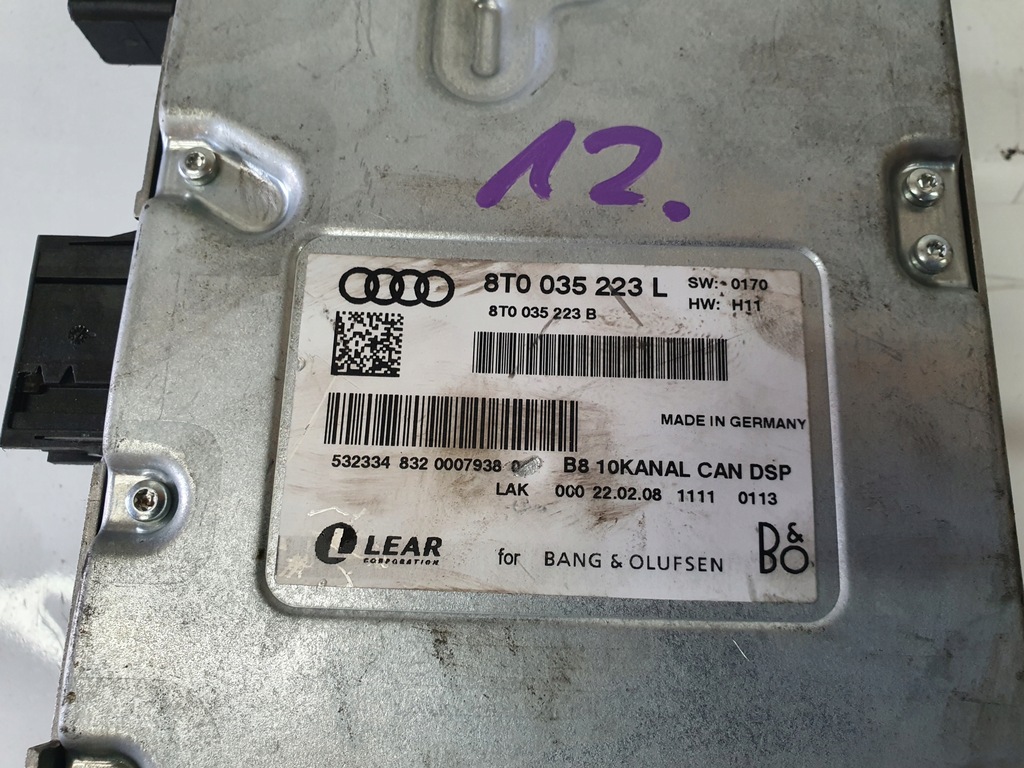 12.
8T0 035 223 L SW: 0170
8T0 035 223 B HW: H11
MADE IN GERMANY
532334 832 0007938 B8 10KANAL CAN DSP
LAK 000 22.02.08 1111 0113
LEAR for BANG & OLUFSEN B&O
CORPORATION